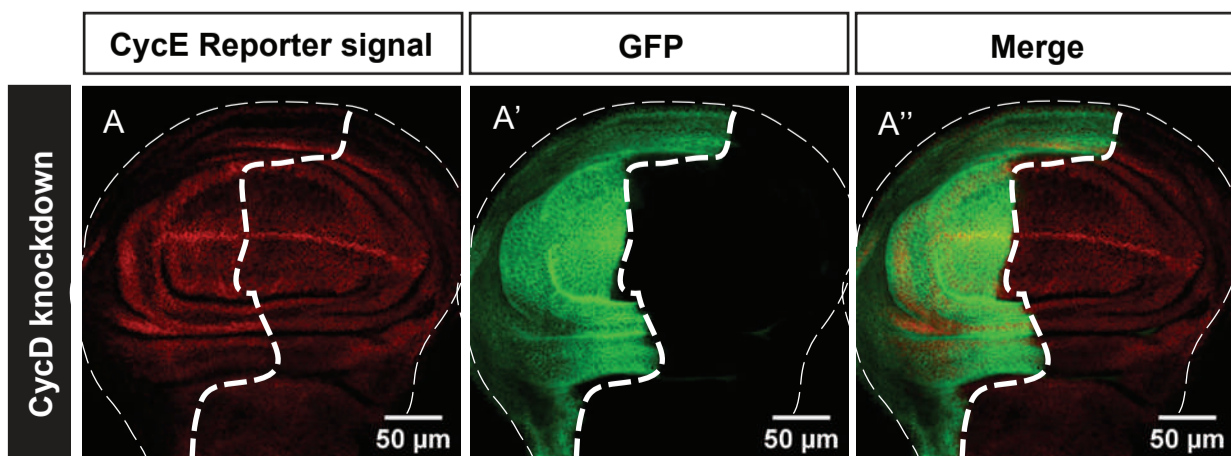 CycE Reporter signal
GFP
Merge
CycD knockdown
A
A'
A''
50 µm
50 µm
50 µm